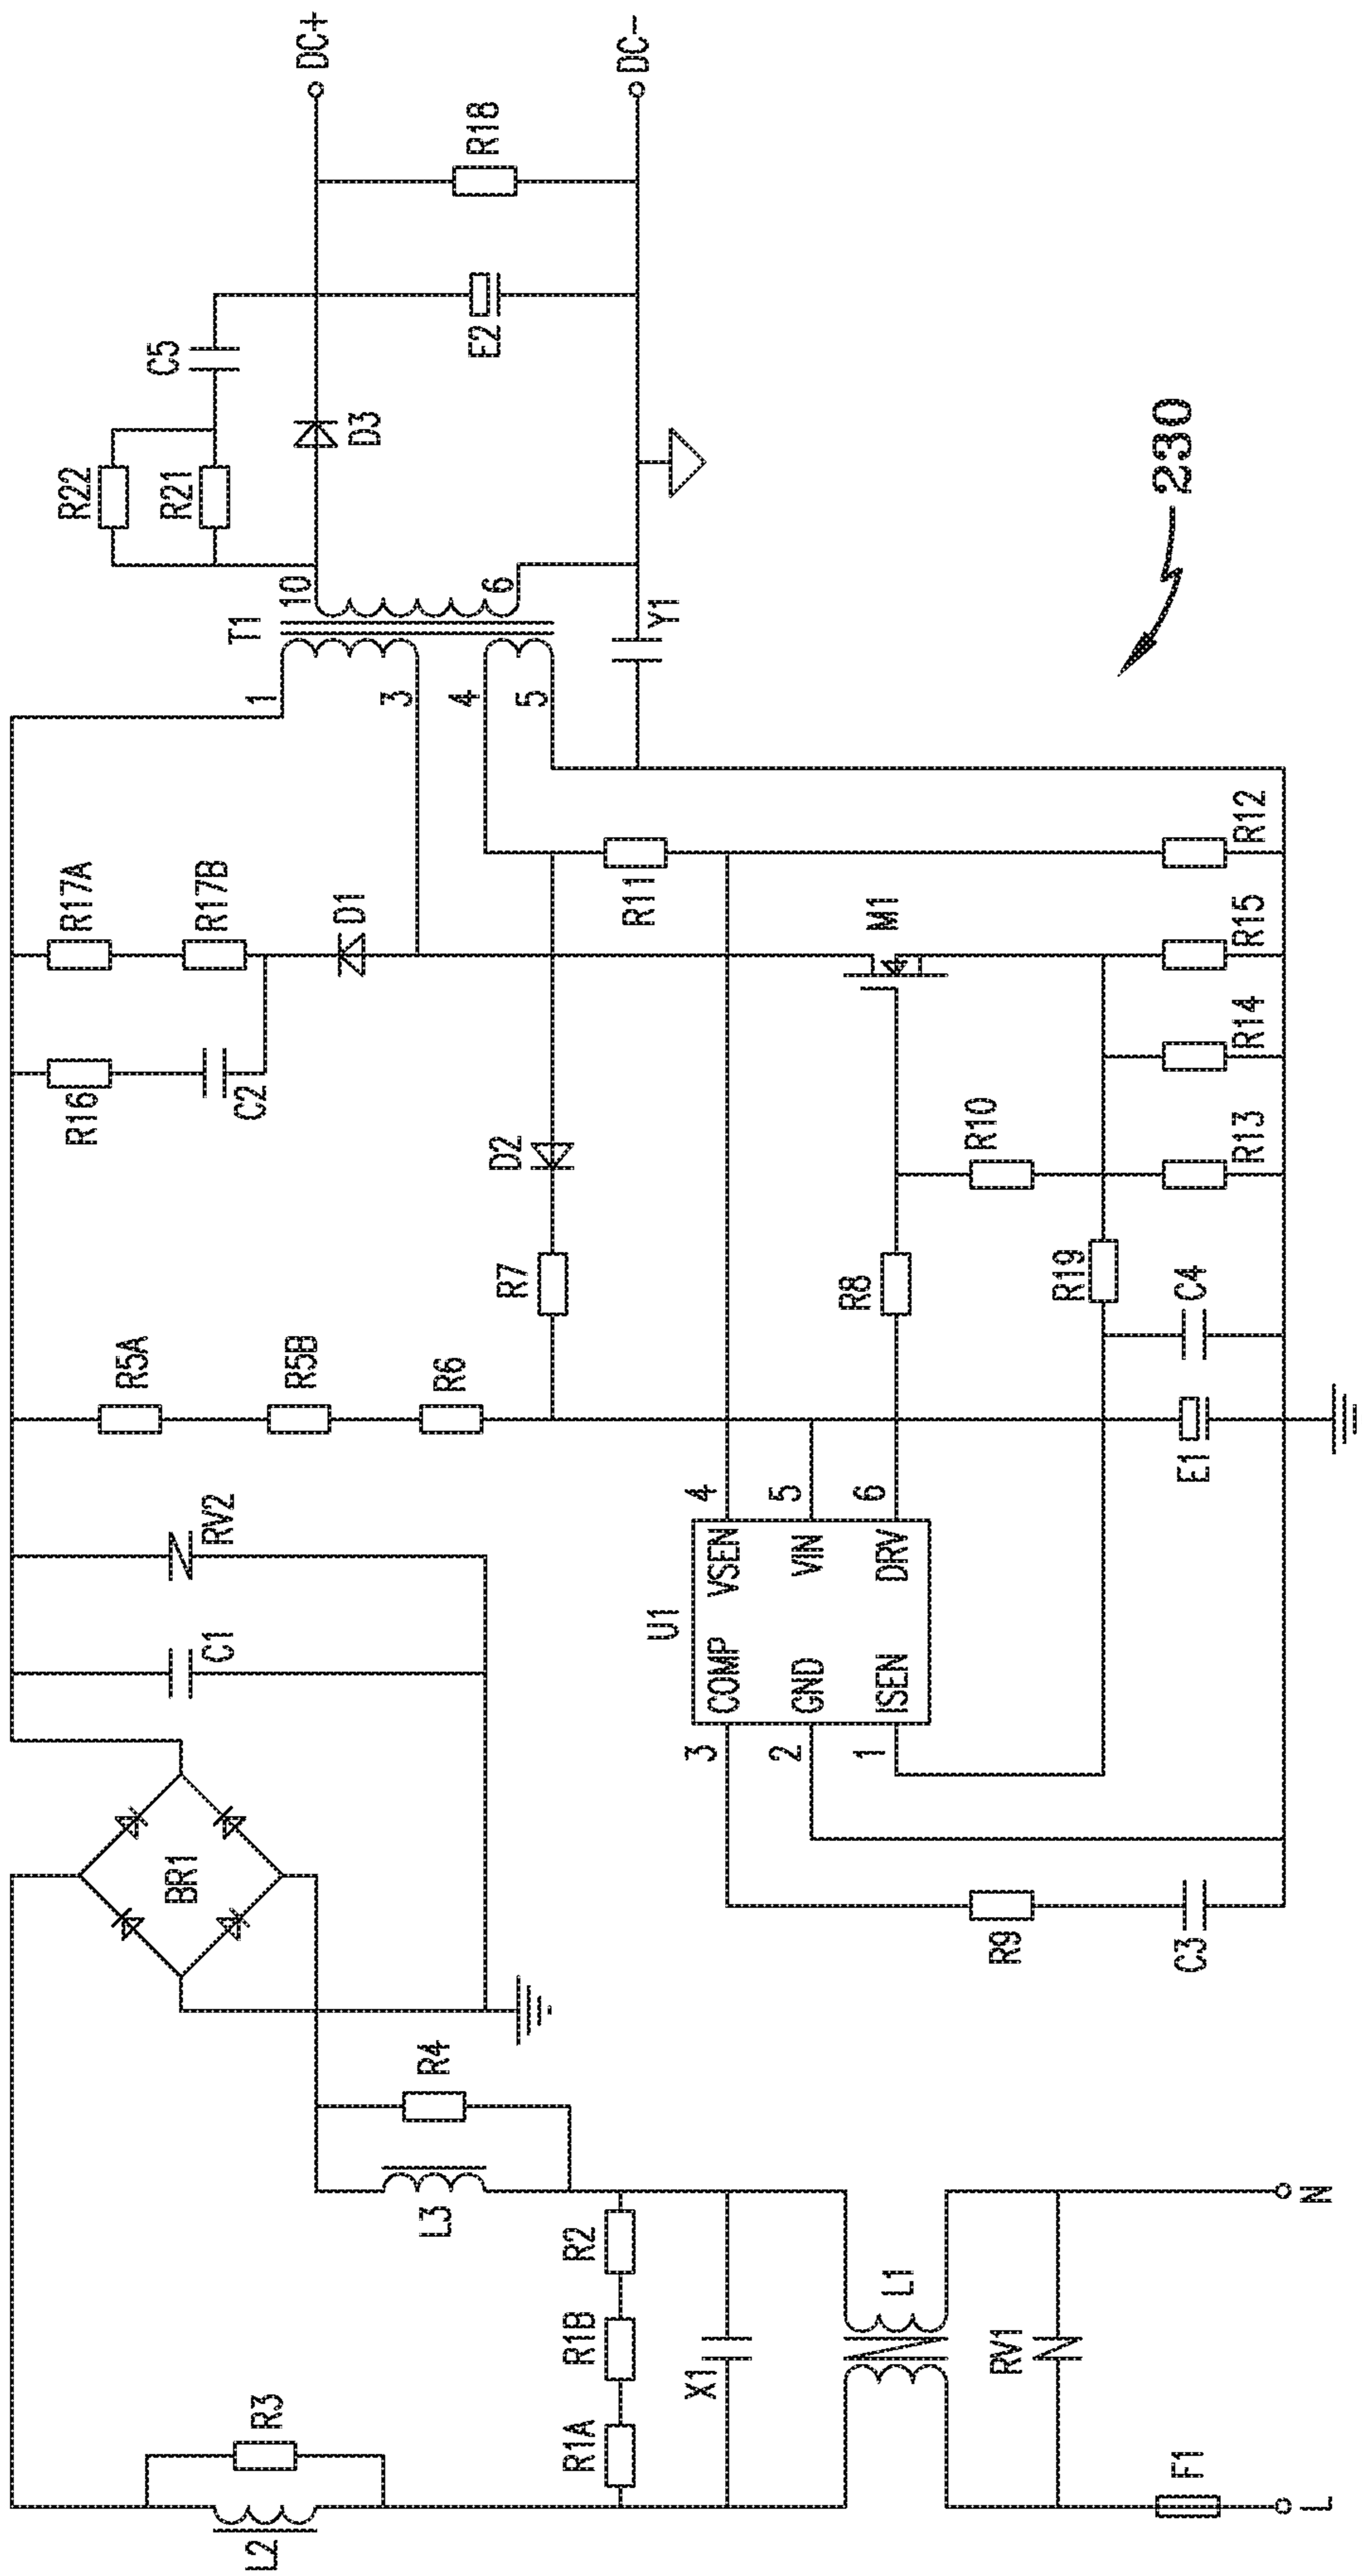 L2
R3
R1A
R1B
R2
X1
L1
RV1
F1
L
N
L3
R4
BR1
C1
RV2
R5A
R5B
R6
R16
C2
R17A
R17B
D1
R7
D2
T1
1
3
4
5
10
6
R22
R21
C5
D3
E2
R18
DC+
DC-
Y1
U1
COMP
GND
ISEN
VSEN
VIN
DRV
3
2
1
4
5
6
R9
C3
E1
C4
R19
R8
R10
R13
R14
R15
R12
R11
M1
230